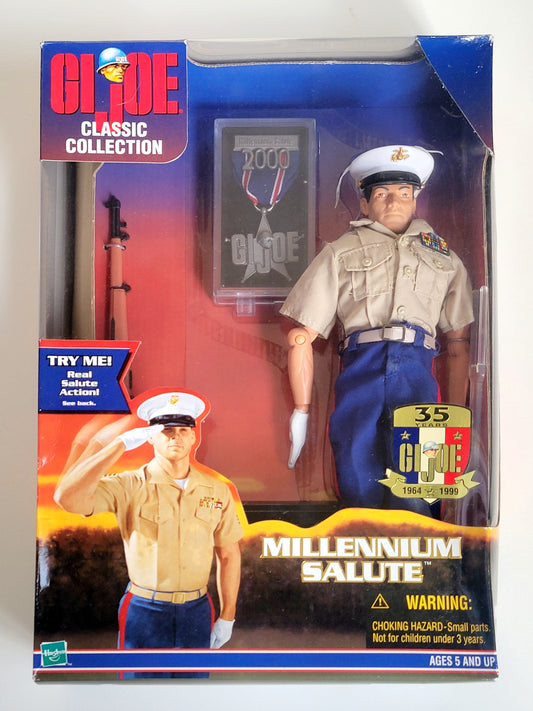 GI JOE
CLASSIC
COLLECTION
Millennium Salute
2000
GI JOE
TRY ME!
Real
Salute
Action!
See back.
35
YEARS
GI JOE
1964 1999
MILLENNIUM
SALUTE™
WARNING:
CHOKING HAZARD-Small parts.
Not for children under 3 years.
Hasbro
AGES 5 AND UP